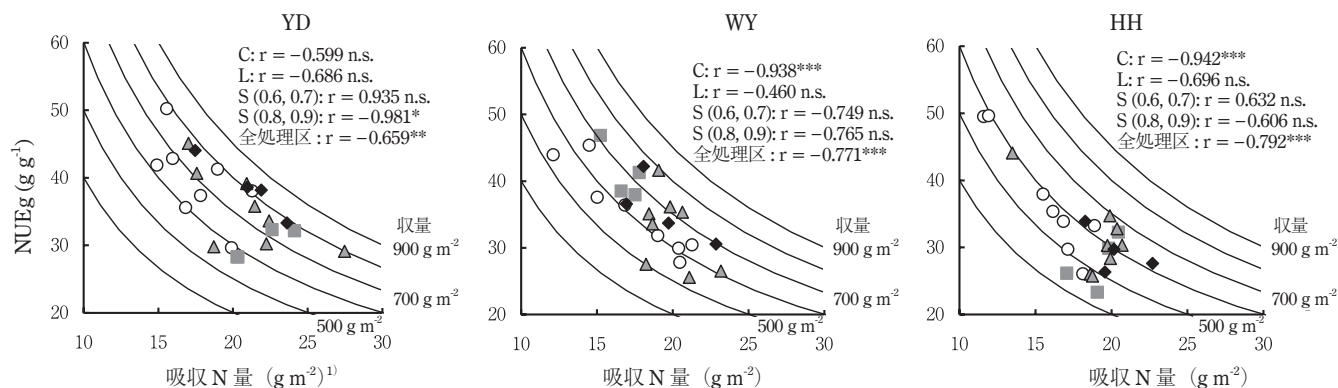 YD
60
50
40
30
20
NUEg (g g⁻¹)
C: r = −0.599 n.s.
L: r = −0.686 n.s.
S (0.6, 0.7): r = 0.935 n.s.
S (0.8, 0.9): r = −0.981*
全処理区 : r = −0.659**
収量
900 g m⁻²
700 g m⁻²
500 g m⁻²
10 15 20 25 30
吸収 N 量 (g m⁻²)¹⁾
WY
60
50
40
30
20
C: r = −0.938***
L: r = −0.460 n.s.
S (0.6, 0.7): r = −0.749 n.s.
S (0.8, 0.9): r = −0.765 n.s.
全処理区 : r = −0.771***
収量
900 g m⁻²
700 g m⁻²
500 g m⁻²
10 15 20 25 30
吸収 N 量 (g m⁻²)
HH
60
50
40
30
20
C: r = −0.942***
L: r = −0.696 n.s.
S (0.6, 0.7): r = 0.632 n.s.
S (0.8, 0.9): r = −0.606 n.s.
全処理区 : r = −0.792***
収量
900 g m⁻²
700 g m⁻²
500 g m⁻²
10 15 20 25 30
吸収 N 量 (g m⁻²)